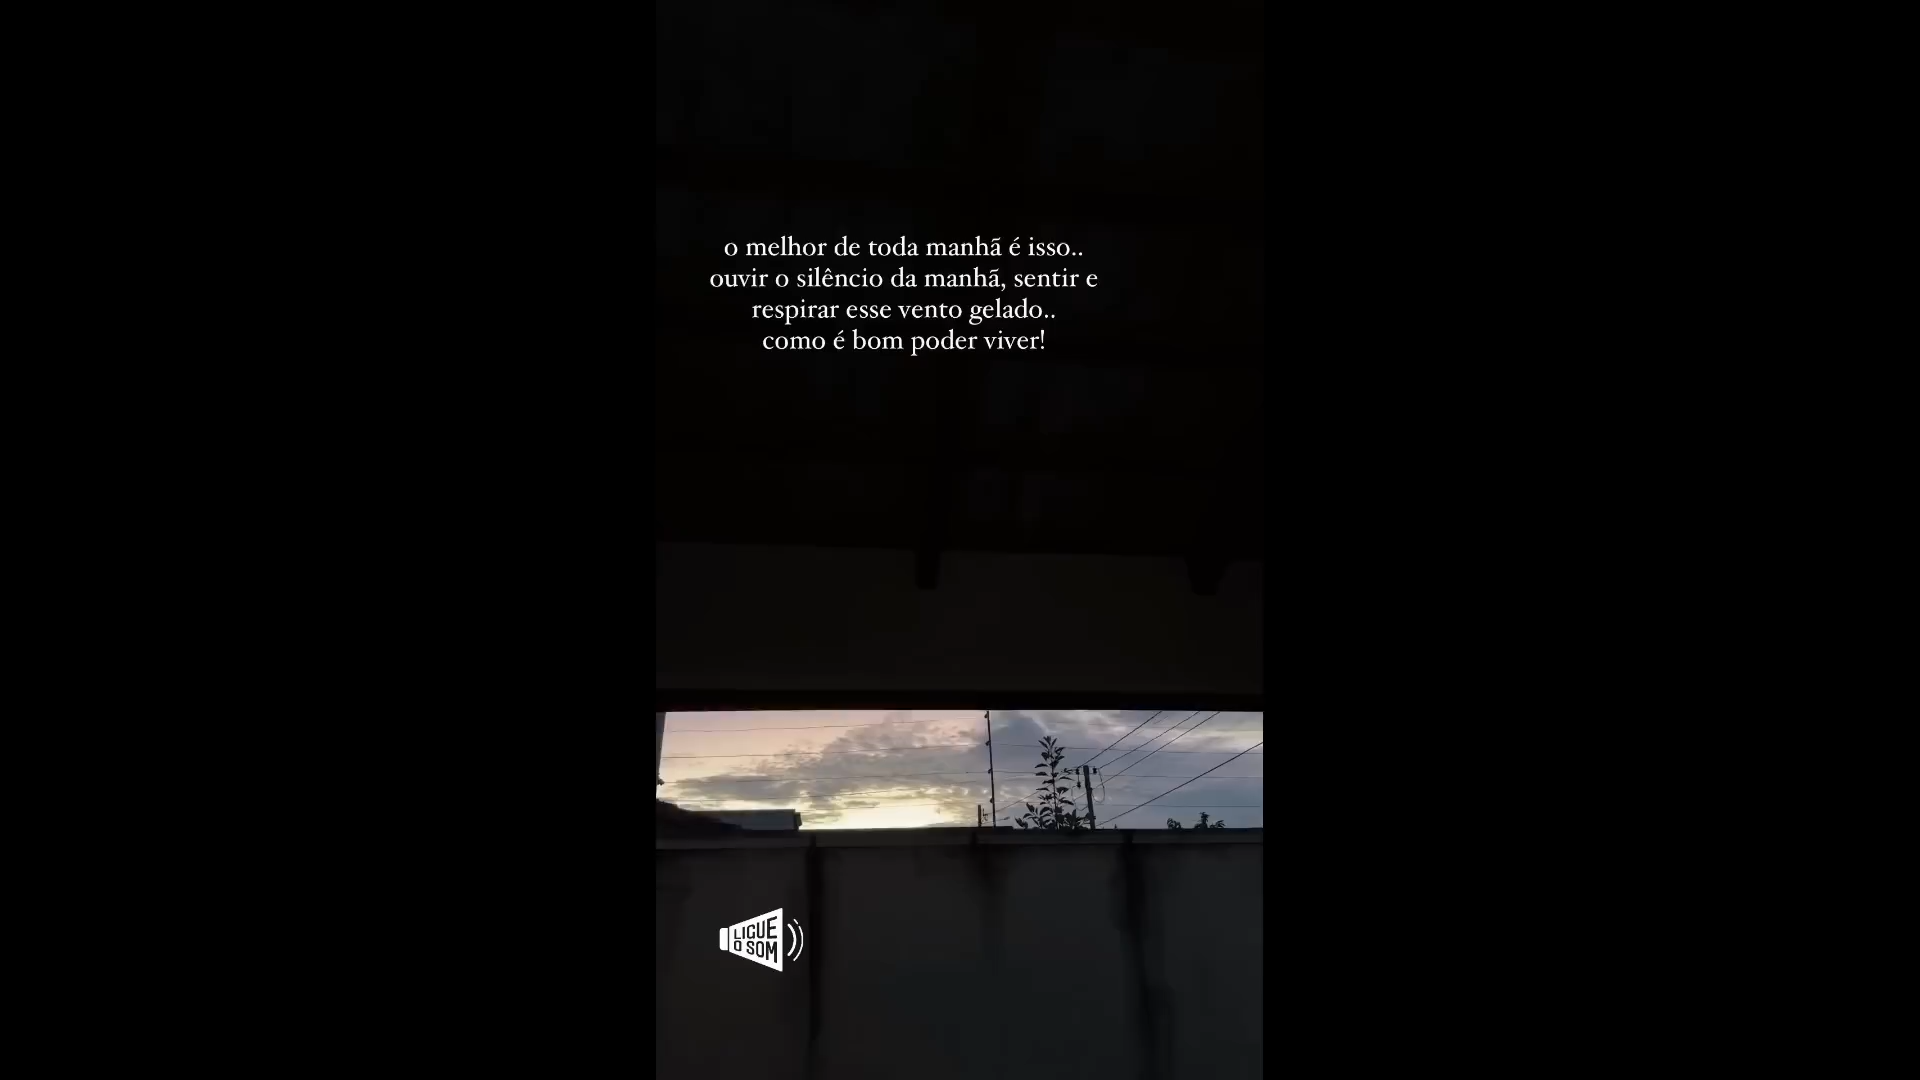 o melhor de toda manhã é isso..
ouvir o silêncio da manhã, sentir e
respirar esse vento gelado..
como é bom poder viver!
LIGUE
O SOM